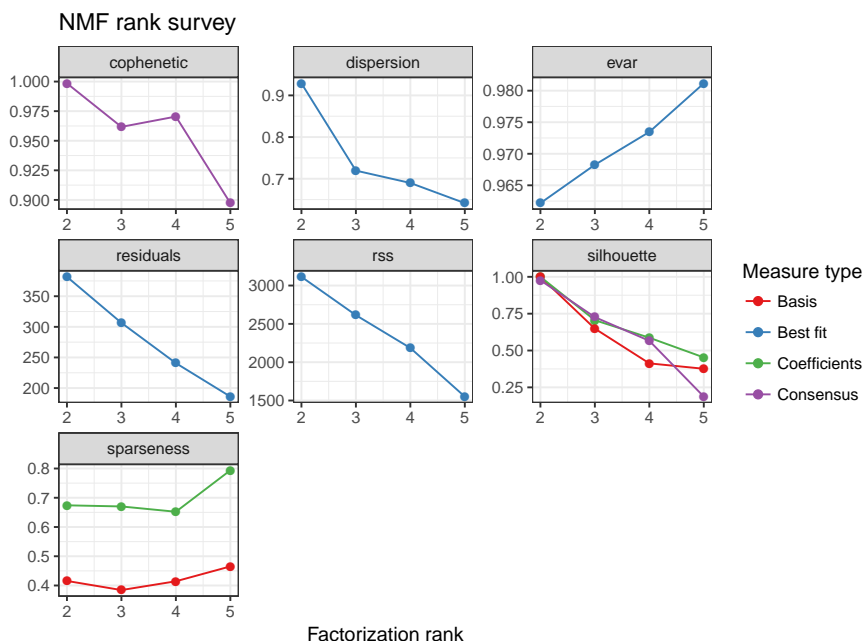 NMF rank survey
cophenetic
dispersion
evar
1.000
0.975
0.950
0.925
0.900
0.9
0.8
0.7
0.980
0.975
0.970
0.965
2 3 4 5
2 3 4 5
2 3 4 5
residuals
rss
silhouette
350
300
250
200
3000
2500
2000
1500
1.00
0.75
0.50
0.25
2 3 4 5
2 3 4 5
2 3 4 5
Measure type
Basis
Best fit
Coefficients
Consensus
sparseness
0.8
0.7
0.6
0.5
0.4
2 3 4 5
Factorization rank